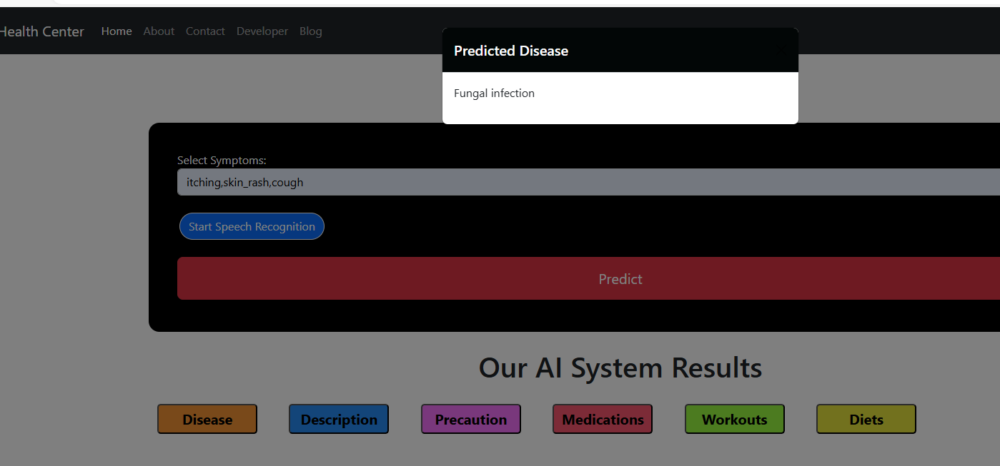 Health Center Home About Contact Developer Blog
Predicted Disease
Fungal infection
Select Symptoms:
itching,skin_rash,cough
Start Speech Recognition
Predict
Our AI System Results
Disease Description Precaution Medications Workouts Diets